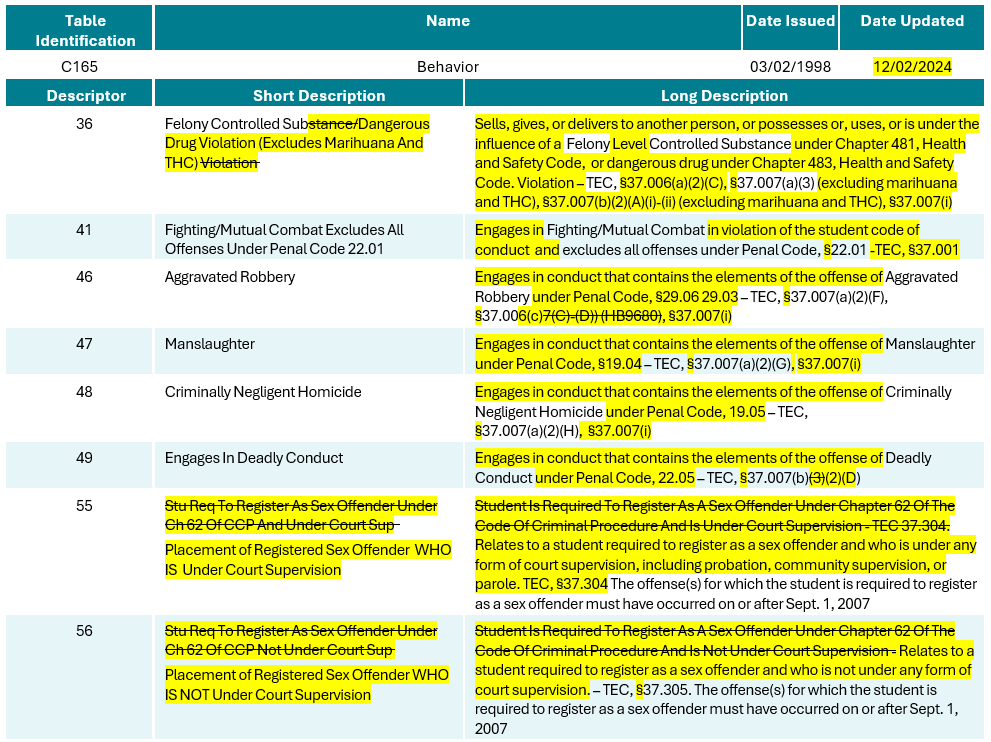 Table Identification Name Date Issued Date Updated
C165 Behavior 03/02/1998 12/02/2024
Descriptor Short Description Long Description
36
Felony Controlled Substance/Dangerous
Drug Violation (Excludes Marihuana And
THC) Violation
Sells, gives, or delivers to another person, or possesses or, uses, or is under the
influence of a Felony Level Controlled Substance under Chapter 481, Health
and Safety Code, or dangerous drug under Chapter 483, Health and Safety
Code. Violation – TEC, §37.006(a)(2)(C), §37.007(a)(3) (excluding marihuana
and THC), §37.007(b)(2)(A)(i)-(ii) (excluding marihuana and THC), §37.007(i)
41
Fighting/Mutual Combat Excludes All
Offenses Under Penal Code 22.01
Engages in Fighting/Mutual Combat in violation of the student code of
conduct and excludes all offenses under Penal Code, §22.01 -TEC, §37.001
46
Aggravated Robbery
Engages in conduct that contains the elements of the offense of Aggravated
Robbery under Penal Code, §29.06 29.03 – TEC, §37.007(a)(2)(F),
§37.006(c)7(C)-(D)) (HB9680), §37.007(i)
47
Manslaughter
Engages in conduct that contains the elements of the offense of Manslaughter
under Penal Code, §19.04 – TEC, §37.007(a)(2)(G), §37.007(i)
48
Criminally Negligent Homicide
Engages in conduct that contains the elements of the offense of Criminally
Negligent Homicide under Penal Code, 19.05 – TEC,
§37.007(a)(2)(H), §37.007(i)
49
Engages In Deadly Conduct
Engages in conduct that contains the elements of the offense of Deadly
Conduct under Penal Code, 22.05 – TEC, §37.007(b)(3)(2)(D)
55
Stu Req To Register As Sex Offender Under
Ch 62 Of CCP And Under Court Sup
Placement of Registered Sex Offender WHO
IS Under Court Supervision
Student Is Required To Register As A Sex Offender Under Chapter 62 Of The
Code Of Criminal Procedure And Is Under Court Supervision - TEC 37.304.
Relates to a student required to register as a sex offender and who is under any
form of court supervision, including probation, community supervision, or
parole. TEC, §37.304 The offense(s) for which the student is required to register
as a sex offender must have occurred on or after Sept. 1, 2007
56
Stu Req To Register As Sex Offender Under
Ch 62 Of CCP Not Under Court Sup
Placement of Registered Sex Offender WHO
IS NOT Under Court Supervision
Student Is Required To Register As A Sex Offender Under Chapter 62 Of The
Code Of Criminal Procedure And Is Not Under Court Supervision - Relates to a
student required to register as a sex offender and who is not under any form of
court supervision. – TEC, §37.305. The offense(s) for which the student is
required to register as a sex offender must have occurred on or after Sept. 1,
2007